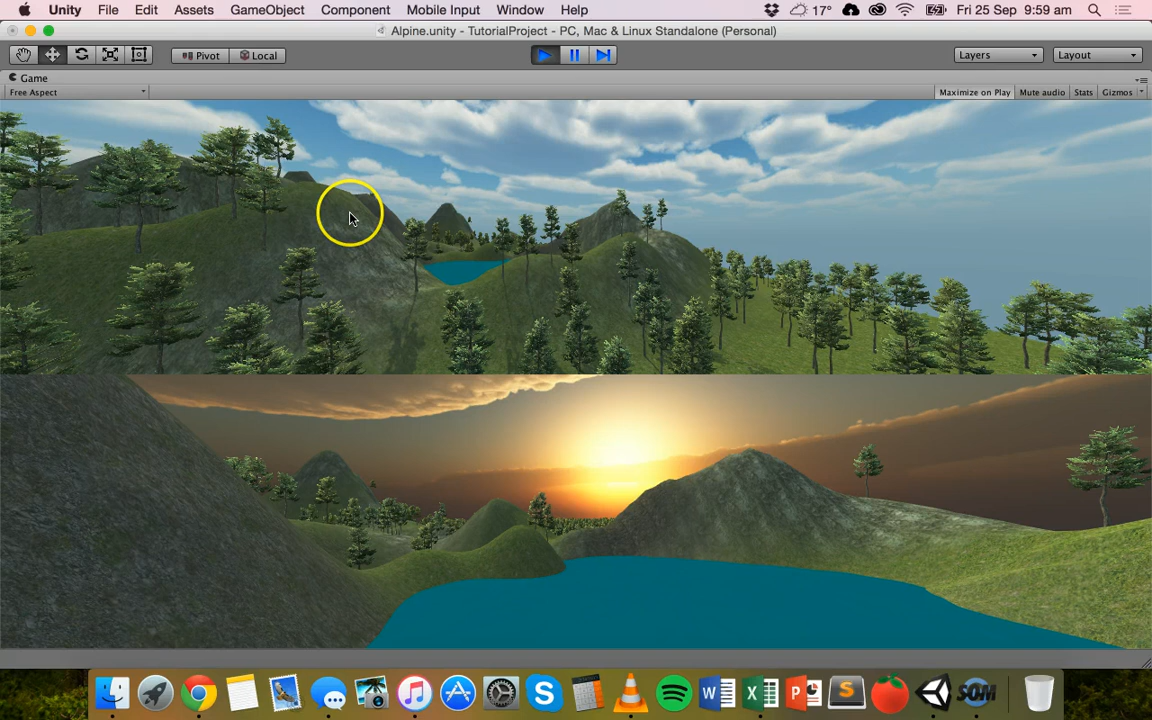 Unity File Edit Assets GameObject Component Mobile Input Window Help 17° Fri 25 Sep 9:59 am
Alpine.unity - TutorialProject - PC, Mac & Linux Standalone (Personal)
Pivot Local Layers Layout
Game
Free Aspect Maximize on Play Mute audio Stats Gizmos
SOM